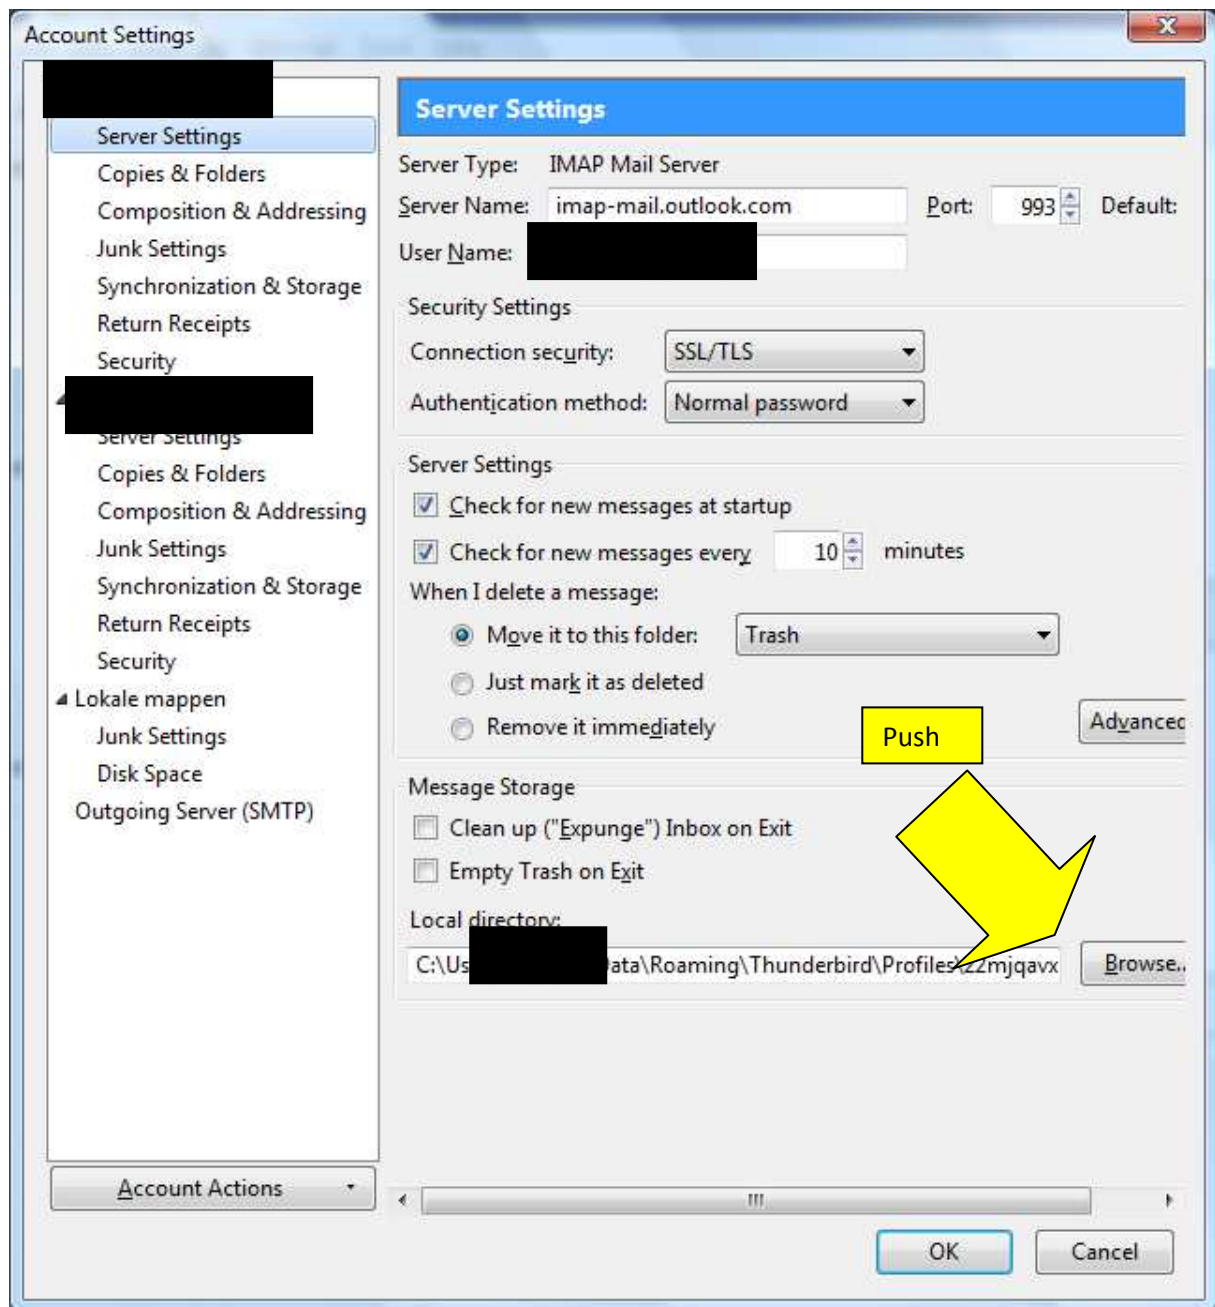 Account Settings
Server Settings
Copies & Folders
Composition & Addressing
Junk Settings
Synchronization & Storage
Return Receipts
Security
Server Settings
Copies & Folders
Composition & Addressing
Junk Settings
Synchronization & Storage
Return Receipts
Security
Lokale mappen
Junk Settings
Disk Space
Outgoing Server (SMTP)
Account Actions
Server Settings
Server Type: IMAP Mail Server
Server Name: imap-mail.outlook.com Port: 993 Default:
User Name:
Security Settings
Connection security: SSL/TLS
Authentication method: Normal password
Server Settings
Check for new messages at startup
Check for new messages every 10 minutes
When I delete a message:
Move it to this folder: Trash
Just mark it as deleted
Remove it immediately
Push
Advanced
Message Storage
Clean up ("Expunge") Inbox on Exit
Empty Trash on Exit
Local directory:
C:\Us ata\Roaming\Thunderbird\Profiles\z2mjqavx Browse..
OK Cancel